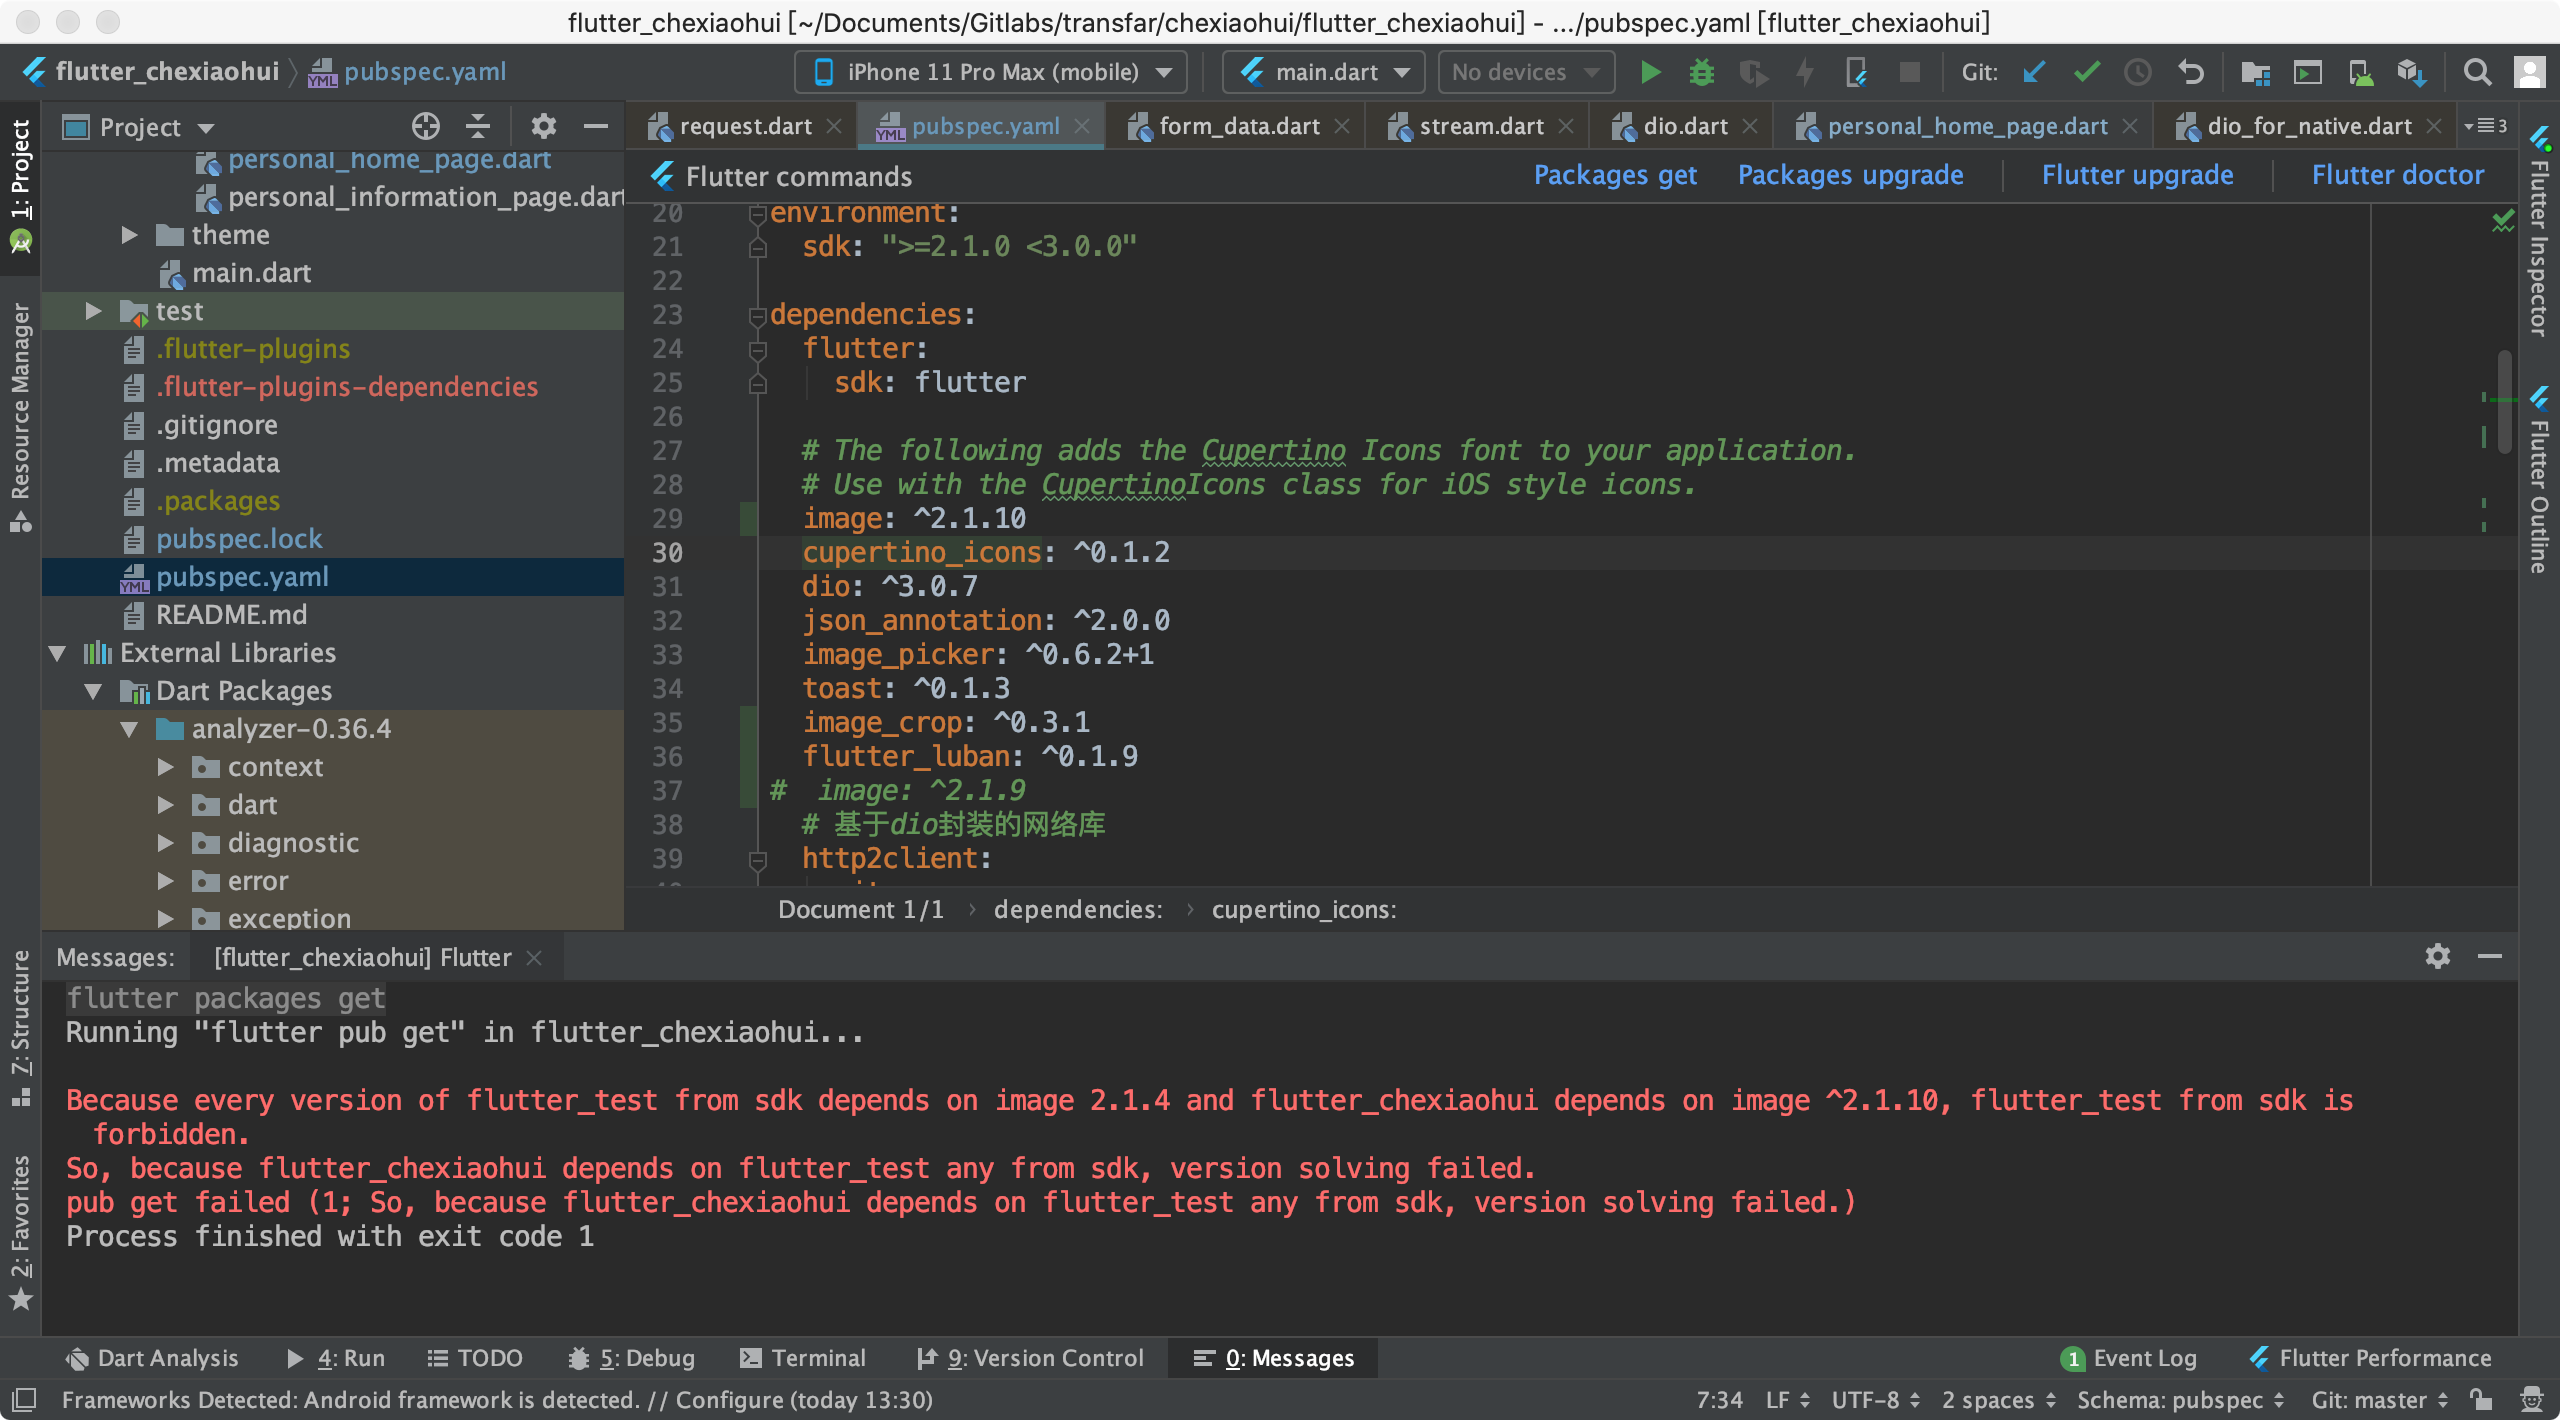 flutter_chexiaohui [~/Documents/Gitlabs/transfar/chexiaohui/flutter_chexiaohui] - .../pubspec.yaml [flutter_chexiaohui]
flutter_chexiaohui pubspec.yaml iPhone 11 Pro Max (mobile) main.dart No devices Git:
Project
request.dart pubspec.yaml form_data.dart stream.dart dio.dart personal_home_page.dart dio_for_native.dart 3
Flutter commands Packages get Packages upgrade Flutter upgrade Flutter doctor
1: Project
Resource Manager
7: Structure
2: Favorites
personal_home_page.dart
personal_information_page.dart
theme
main.dart
test
.flutter-plugins
.flutter-plugins-dependencies
.gitignore
.metadata
.packages
pubspec.lock
pubspec.yaml
README.md
External Libraries
Dart Packages
analyzer-0.36.4
context
dart
diagnostic
error
exception
20 environment:
21 sdk: ">=2.1.0 <3.0.0"
22
23 dependencies:
24 flutter:
25 sdk: flutter
26
27 # The following adds the Cupertino Icons font to your application.
28 # Use with the CupertinoIcons class for iOS style icons.
29 image: ^2.1.10
30 cupertino_icons: ^0.1.2
31 dio: ^3.0.7
32 json_annotation: ^2.0.0
33 image_picker: ^0.6.2+1
34 toast: ^0.1.3
35 image_crop: ^0.3.1
36 flutter_luban: ^0.1.9
37 # image: ^2.1.9
38 # 基于dio封装的网络库
39 http2client:
Document 1/1 › dependencies: › cupertino_icons:
Flutter Inspector
Flutter Outline
Messages: [flutter_chexiaohui] Flutter
flutter packages get
Running "flutter pub get" in flutter_chexiaohui...
Because every version of flutter_test from sdk depends on image 2.1.4 and flutter_chexiaohui depends on image ^2.1.10, flutter_test from sdk is
forbidden.
So, because flutter_chexiaohui depends on flutter_test any from sdk, version solving failed.
pub get failed (1; So, because flutter_chexiaohui depends on flutter_test any from sdk, version solving failed.)
Process finished with exit code 1
Dart Analysis 4: Run TODO 5: Debug Terminal 9: Version Control 0: Messages 1 Event Log Flutter Performance
Frameworks Detected: Android framework is detected. // Configure (today 13:30) 7:34 LF UTF-8 2 spaces Schema: pubspec Git: master